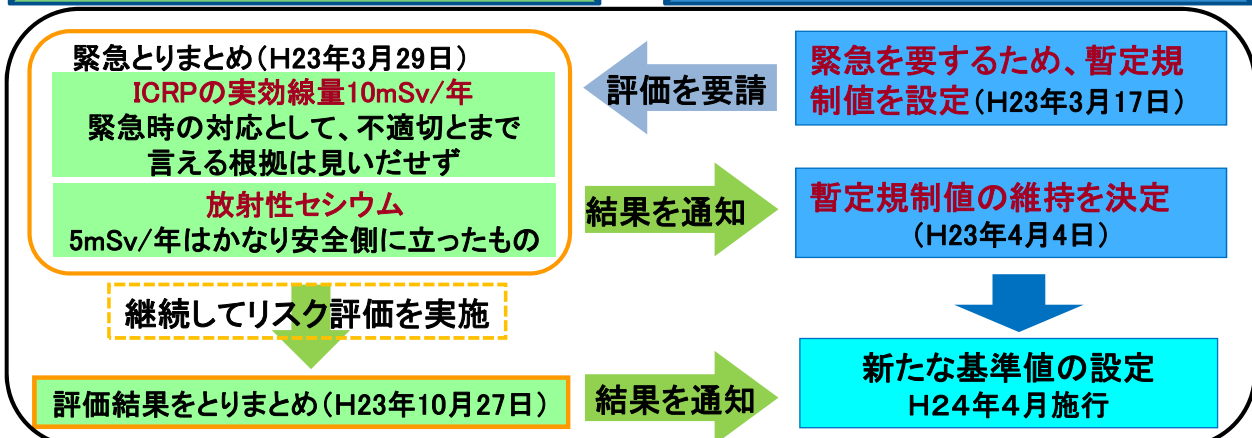 緊急とりまとめ(H23年3月29日)
ICRPの実効線量10mSv/年
緊急時の対応として、不適切とまで
言える根拠は見いだせず
放射性セシウム
5mSv/年はかなり安全側に立ったもの
評価を要請
緊急を要するため、暫定規
制値を設定(H23年3月17日)
結果を通知
暫定規制値の維持を決定
(H23年4月4日)
継続してリスク評価を実施
評価結果をとりまとめ(H23年10月27日)
結果を通知
新たな基準値の設定
H24年4月施行